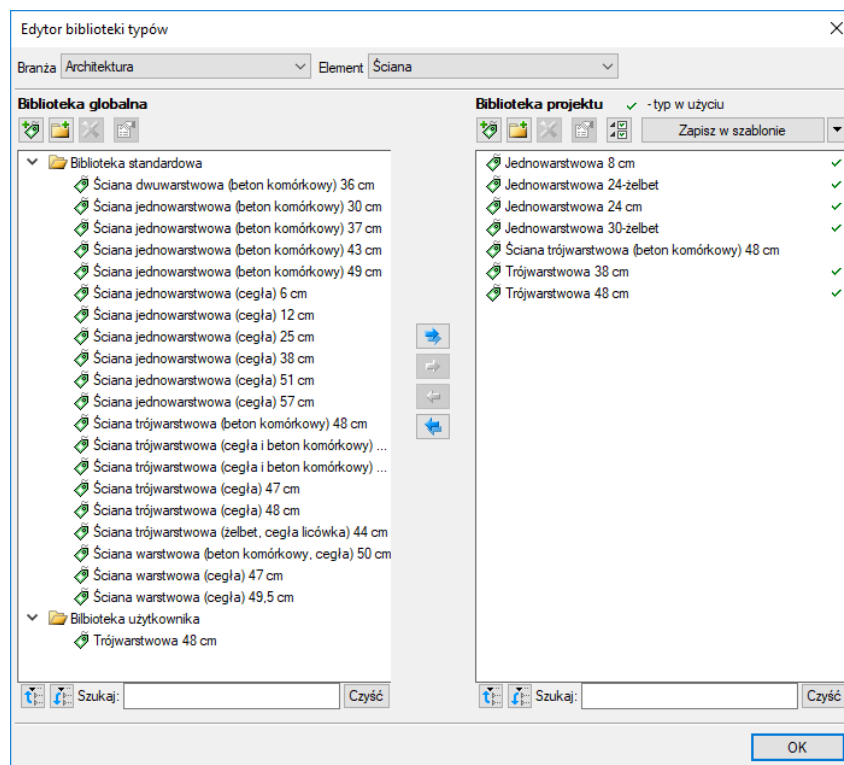 Edytor biblioteki typów
Branża Architektura Element Ściana
Biblioteka globalna
Biblioteka standardowa
Ściana dwuwarstwowa (beton komórkowy) 36 cm
Ściana jednowarstwowa (beton komórkowy) 30 cm
Ściana jednowarstwowa (beton komórkowy) 37 cm
Ściana jednowarstwowa (beton komórkowy) 43 cm
Ściana jednowarstwowa (beton komórkowy) 49 cm
Ściana jednowarstwowa (cegła) 6 cm
Ściana jednowarstwowa (cegła) 12 cm
Ściana jednowarstwowa (cegła) 25 cm
Ściana jednowarstwowa (cegła) 38 cm
Ściana jednowarstwowa (cegła) 51 cm
Ściana jednowarstwowa (cegła) 57 cm
Ściana trójwarstwowa (beton komórkowy) 48 cm
Ściana trójwarstwowa (cegła i beton komórkowy) ...
Ściana trójwarstwowa (cegła i beton komórkowy) ...
Ściana trójwarstwowa (cegła) 47 cm
Ściana trójwarstwowa (cegła) 48 cm
Ściana trójwarstwowa (żelbet, cegła licówka) 44 cm
Ściana warstwowa (beton komórkowy, cegła) 50 cm
Ściana warstwowa (cegła) 47 cm
Ściana warstwowa (cegła) 49,5 cm
Bilbioteka użytkownika
Trójwarstwowa 48 cm
Szukaj: Czyść
Biblioteka projektu ✓ -typ w użyciu
Zapisz w szablonie
Jednowarstwowa 8 cm
Jednowarstwowa 24-żelbet
Jednowarstwowa 24 cm
Jednowarstwowa 30-żelbet
Ściana trójwarstwowa (beton komórkowy) 48 cm
Trójwarstwowa 38 cm
Trójwarstwowa 48 cm
Szukaj: Czyść
OK